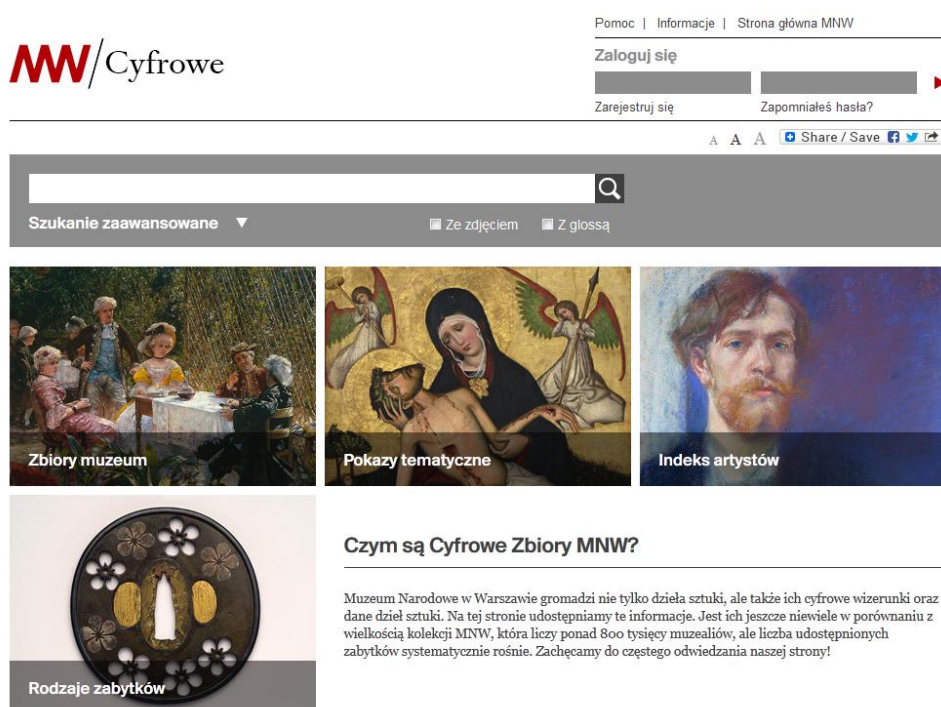 Pomoc | Informacje | Strona główna MNW
MNW/Cyfrowe
Zaloguj się
Zarejestruj się Zapomniałeś hasła?
A A A Share / Save
Szukanie zaawansowane ▼ Ze zdjęciem Z glossą
Zbiory muzeum Pokazy tematyczne Indeks artystów
Czym są Cyfrowe Zbiory MNW?
Muzeum Narodowe w Warszawie gromadzi nie tylko dzieła sztuki, ale także ich cyfrowe wizerunki oraz
dane dzieł sztuki. Na tej stronie udostępniamy te informacje. Jest ich jeszcze niewiele w porównaniu z
wielkością kolekcji MNW, która liczy ponad 800 tysięcy muzealiów, ale liczba udostępnionych
zabytków systematycznie rośnie. Zachęcamy do częstego odwiedzania naszej strony!
Rodzaje zabytków